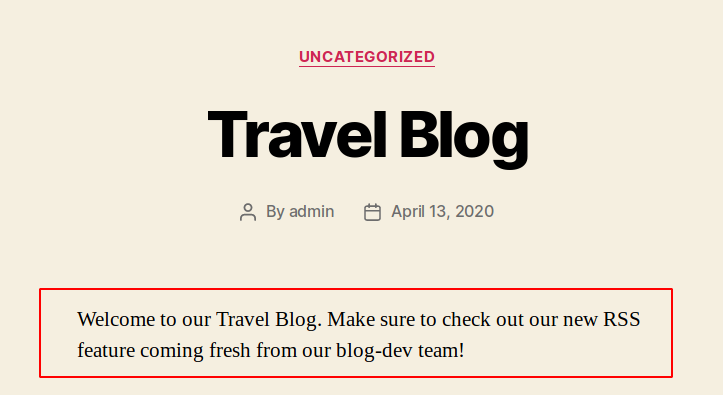 UNCATEGORIZED
Travel Blog
By admin April 13, 2020
Welcome to our Travel Blog. Make sure to check out our new RSS
feature coming fresh from our blog-dev team!